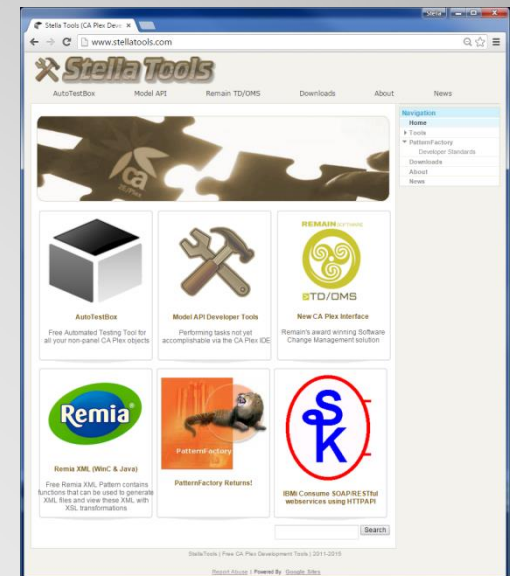 Stella
Stella Tools (CA Plex Deve
www.stellatools.com
Stella Tools
AutoTestBox
Model API
Remain TD/OMS
Downloads
About
News
Navigation
Home
Tools
PatternFactory
Developer Standards
Downloads
About
News
ca
2E/Plex
AutoTestBox
Free Automated Testing Tool for
all your non-panel CA Plex objects
Model API Developer Tools
Performing tasks not yet
accomplishable via the CA Plex IDE
REMAIN SOFTWARE
TD/OMS
New CA Plex Interface
Remain's award winning Software
Change Management solution
Remia
Remia XML (WinC & Java)
Free Remia XML Pattern contains
functions that can be used to generate
XML files and view these XML with
XSL transformations
PatternFactory
PatternFactory Returns!
SK
IBMi Consume SOAP/RESTful
webservices using HTTPAPI
Search
StellaTools | Free CA Plex Development Tools | 2011-2015
Report Abuse | Powered By Google Sites